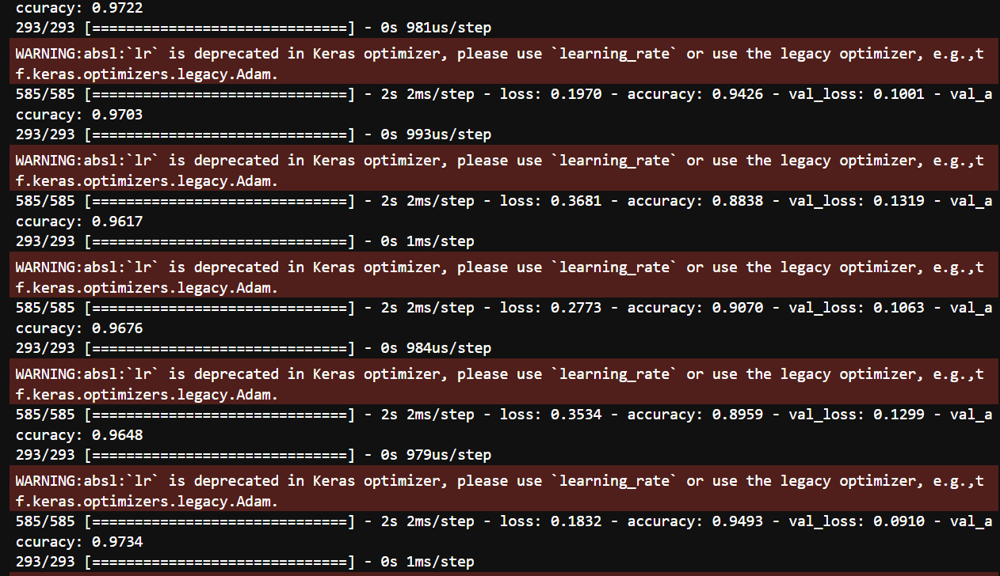 ccuracy: 0.9722
293/293 [==============================] - 0s 981us/step
WARNING:absl:`lr` is deprecated in Keras optimizer, please use `learning_rate` or use the legacy optimizer, e.g.,t
f.keras.optimizers.legacy.Adam.
585/585 [==============================] - 2s 2ms/step - loss: 0.1970 - accuracy: 0.9426 - val_loss: 0.1001 - val_a
ccuracy: 0.9703
293/293 [==============================] - 0s 993us/step
WARNING:absl:`lr` is deprecated in Keras optimizer, please use `learning_rate` or use the legacy optimizer, e.g.,t
f.keras.optimizers.legacy.Adam.
585/585 [==============================] - 2s 2ms/step - loss: 0.3681 - accuracy: 0.8838 - val_loss: 0.1319 - val_a
ccuracy: 0.9617
293/293 [==============================] - 0s 1ms/step
WARNING:absl:`lr` is deprecated in Keras optimizer, please use `learning_rate` or use the legacy optimizer, e.g.,t
f.keras.optimizers.legacy.Adam.
585/585 [==============================] - 2s 2ms/step - loss: 0.2773 - accuracy: 0.9070 - val_loss: 0.1063 - val_a
ccuracy: 0.9676
293/293 [==============================] - 0s 984us/step
WARNING:absl:`lr` is deprecated in Keras optimizer, please use `learning_rate` or use the legacy optimizer, e.g.,t
f.keras.optimizers.legacy.Adam.
585/585 [==============================] - 2s 2ms/step - loss: 0.3534 - accuracy: 0.8959 - val_loss: 0.1299 - val_a
ccuracy: 0.9648
293/293 [==============================] - 0s 979us/step
WARNING:absl:`lr` is deprecated in Keras optimizer, please use `learning_rate` or use the legacy optimizer, e.g.,t
f.keras.optimizers.legacy.Adam.
585/585 [==============================] - 2s 2ms/step - loss: 0.1832 - accuracy: 0.9493 - val_loss: 0.0910 - val_a
ccuracy: 0.9734
293/293 [==============================] - 0s 1ms/step